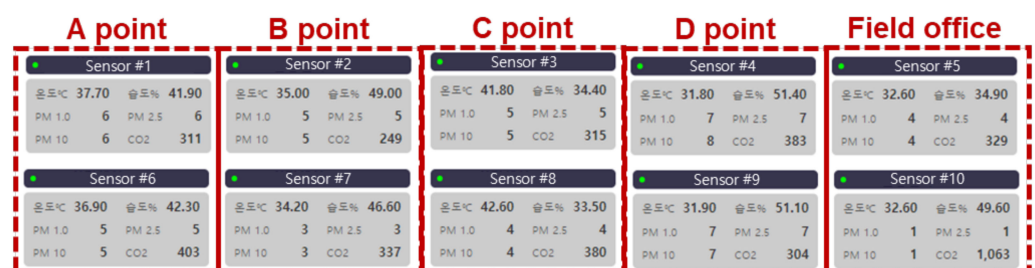 A point
B point
C point
D point
Field office
Sensor #1
온도℃ 37.70 습도% 41.90
PM 1.0 6 PM 2.5 6
PM 10 6 CO2 311
Sensor #6
온도℃ 36.90 습도% 42.30
PM 1.0 5 PM 2.5 5
PM 10 5 CO2 403
Sensor #2
온도℃ 35.00 습도% 49.00
PM 1.0 5 PM 2.5 5
PM 10 5 CO2 249
Sensor #7
온도℃ 34.20 습도% 46.60
PM 1.0 3 PM 2.5 3
PM 10 3 CO2 337
Sensor #3
온도℃ 41.80 습도% 34.40
PM 1.0 5 PM 2.5 5
PM 10 5 CO2 315
Sensor #8
온도℃ 42.60 습도% 33.50
PM 1.0 4 PM 2.5 4
PM 10 4 CO2 380
Sensor #4
온도℃ 31.80 습도% 51.40
PM 1.0 7 PM 2.5 7
PM 10 8 CO2 383
Sensor #9
온도℃ 31.90 습도% 51.10
PM 1.0 7 PM 2.5 7
PM 10 7 CO2 304
Sensor #5
온도℃ 32.60 습도% 34.90
PM 1.0 4 PM 2.5 4
PM 10 4 CO2 329
Sensor #10
온도℃ 32.60 습도% 49.60
PM 1.0 1 PM 2.5 1
PM 10 1 CO2 1,063